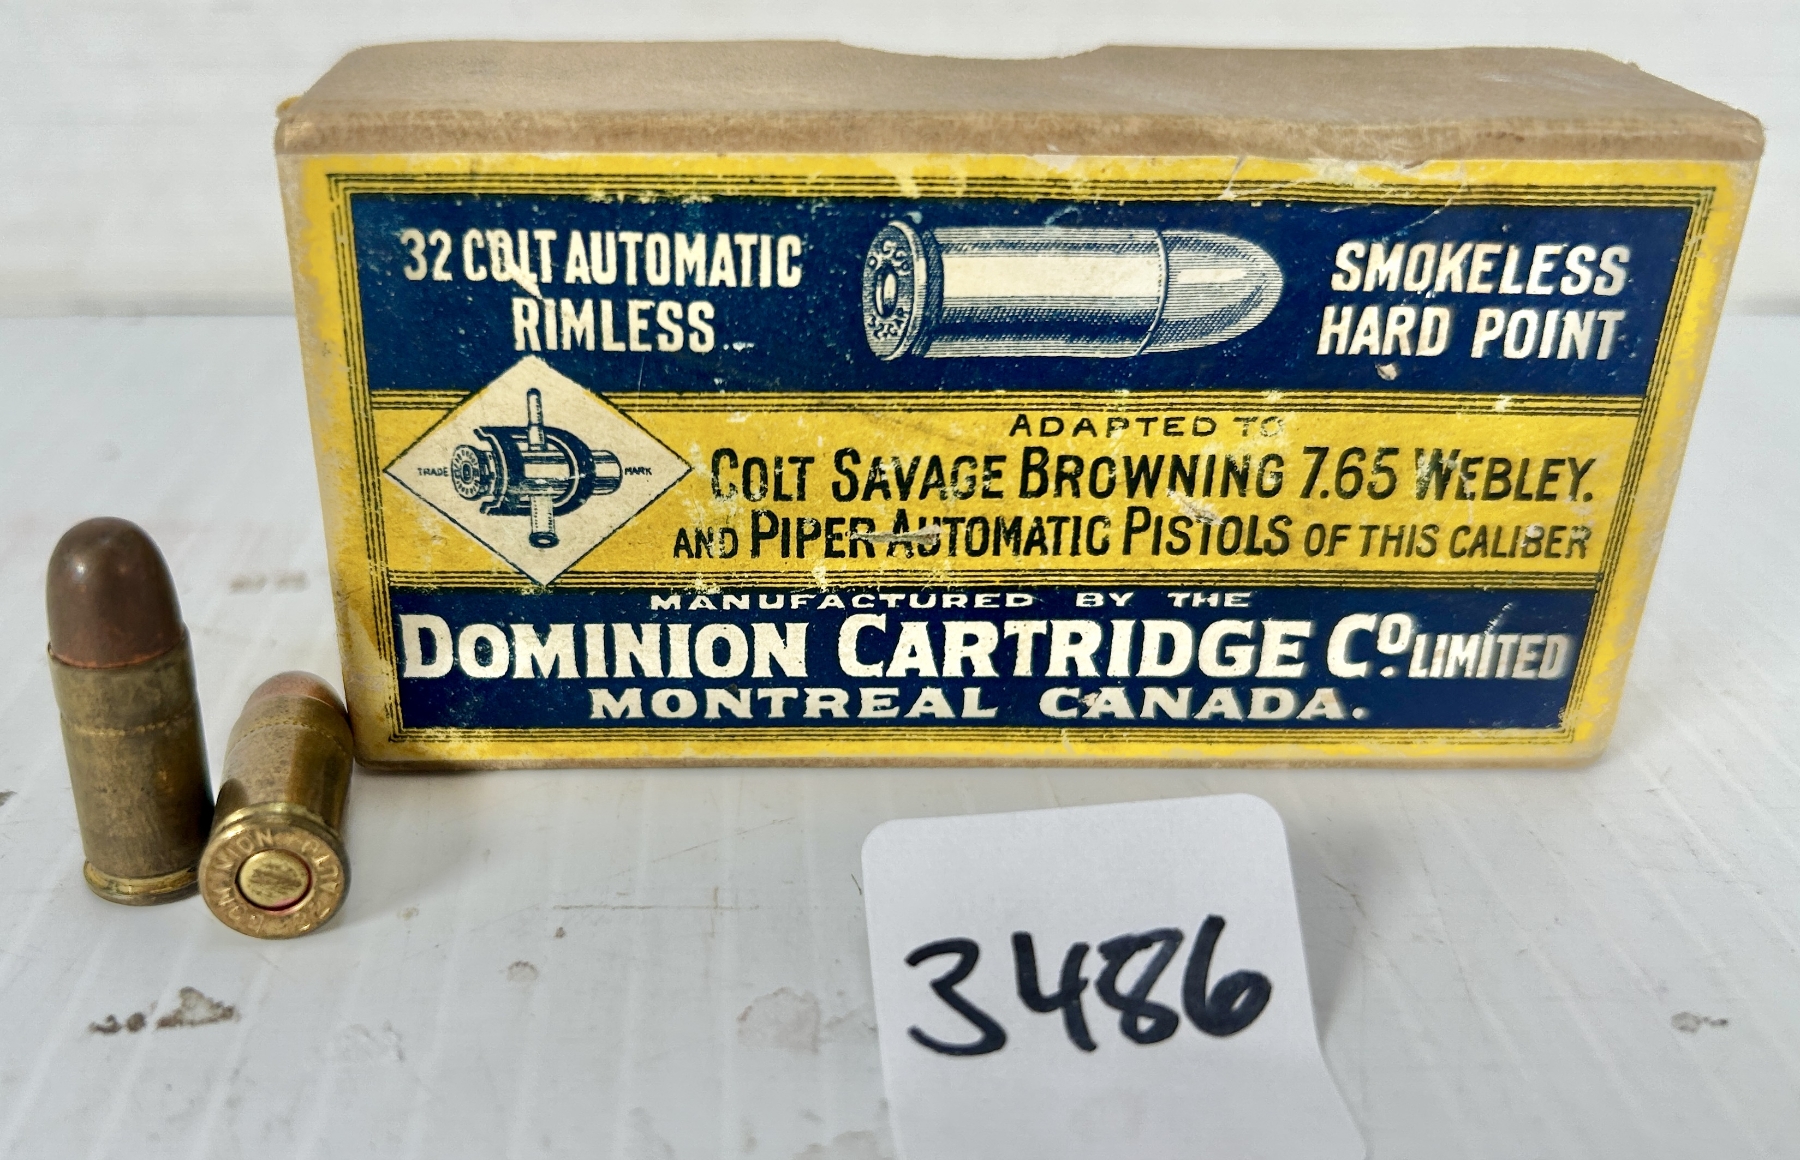 32 COLT AUTOMATIC
RIMLESS
SMOKELESS
HARD POINT
TRADE MARK
ADAPTED TO
COLT SAVAGE BROWNING 7.65 WEBLEY.
AND PIPER AUTOMATIC PISTOLS OF THIS CALIBER
MANUFACTURED BY THE
DOMINION CARTRIDGE CO. LIMITED
MONTREAL CANADA.
DOMINION
3486